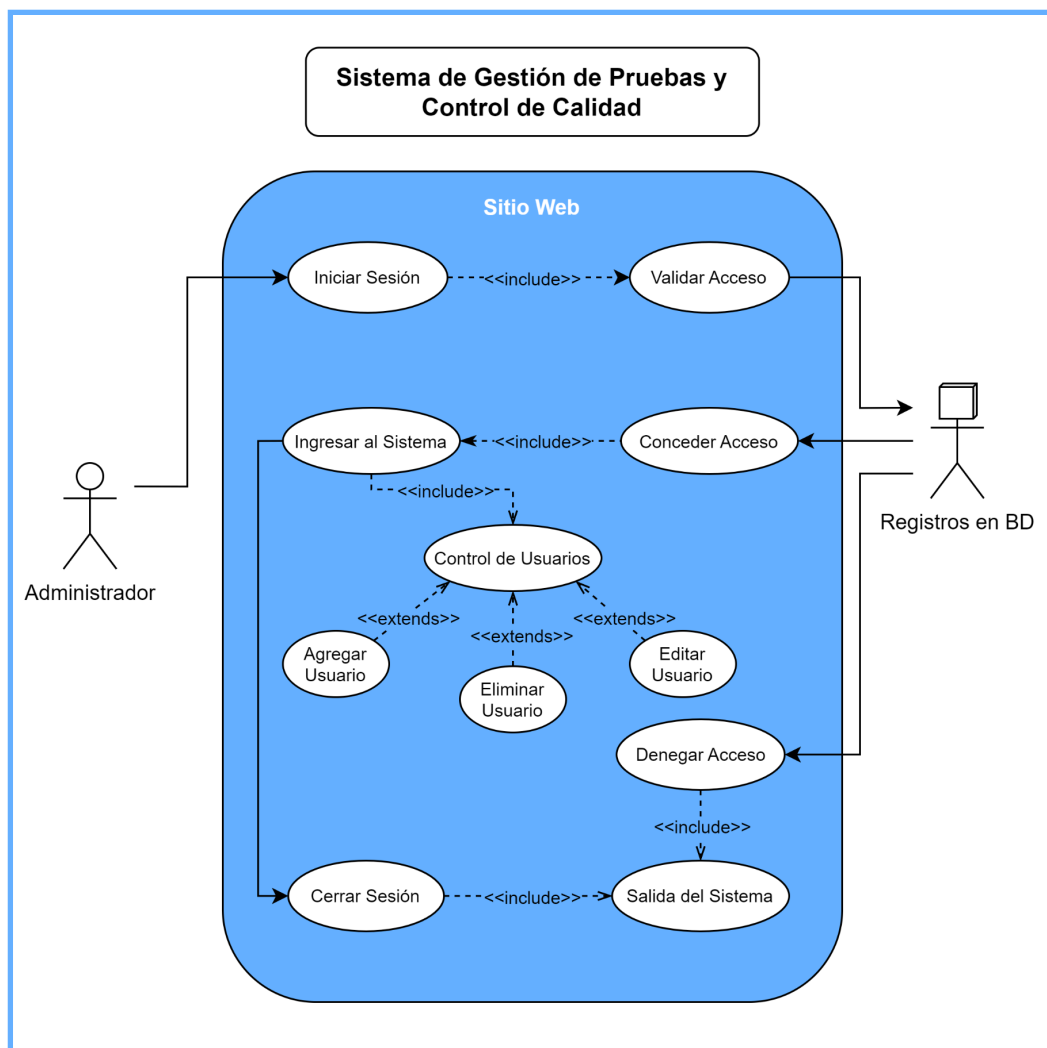 Sistema de Gestión de Pruebas y
Control de Calidad
Sitio Web
Iniciar Sesión
<<include>>
Validar Acceso
Ingresar al Sistema
<<include>>
Conceder Acceso
<<include>>
Registros en BD
Control de Usuarios
Administrador
<<extends>>
<<extends>>
<<extends>>
Agregar
Usuario
Eliminar
Usuario
Editar
Usuario
Denegar Acceso
<<include>>
Cerrar Sesión
<<include>>
Salida del Sistema